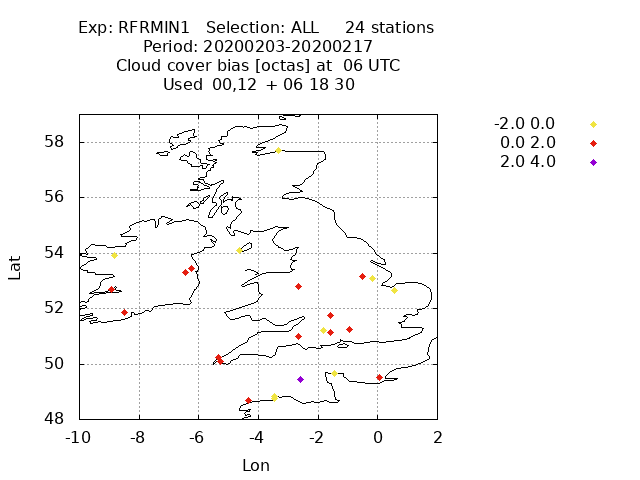 Exp: RFRMIN1   Selection: ALL     24 stations
Period: 20200203-20200217
Cloud cover bias [octas] at  06 UTC
Used  00,12  + 06 18 30
-2.0 0.0
0.0 2.0
2.0 4.0
58
56
54
52
50
48
Lat
-10 -8 -6 -4 -2 0 2
Lon